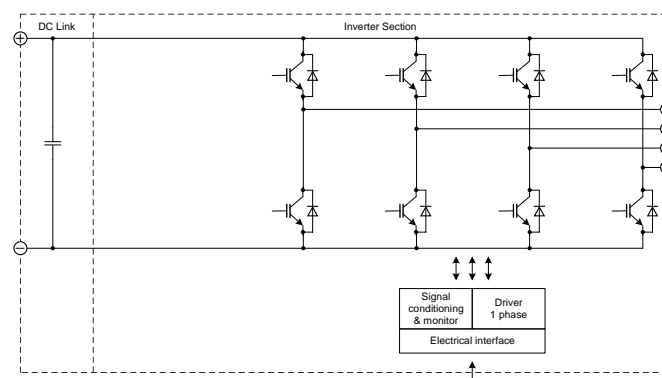 DC Link
Inverter Section
Signal
conditioning
& monitor
Driver
1 phase
Electrical interface